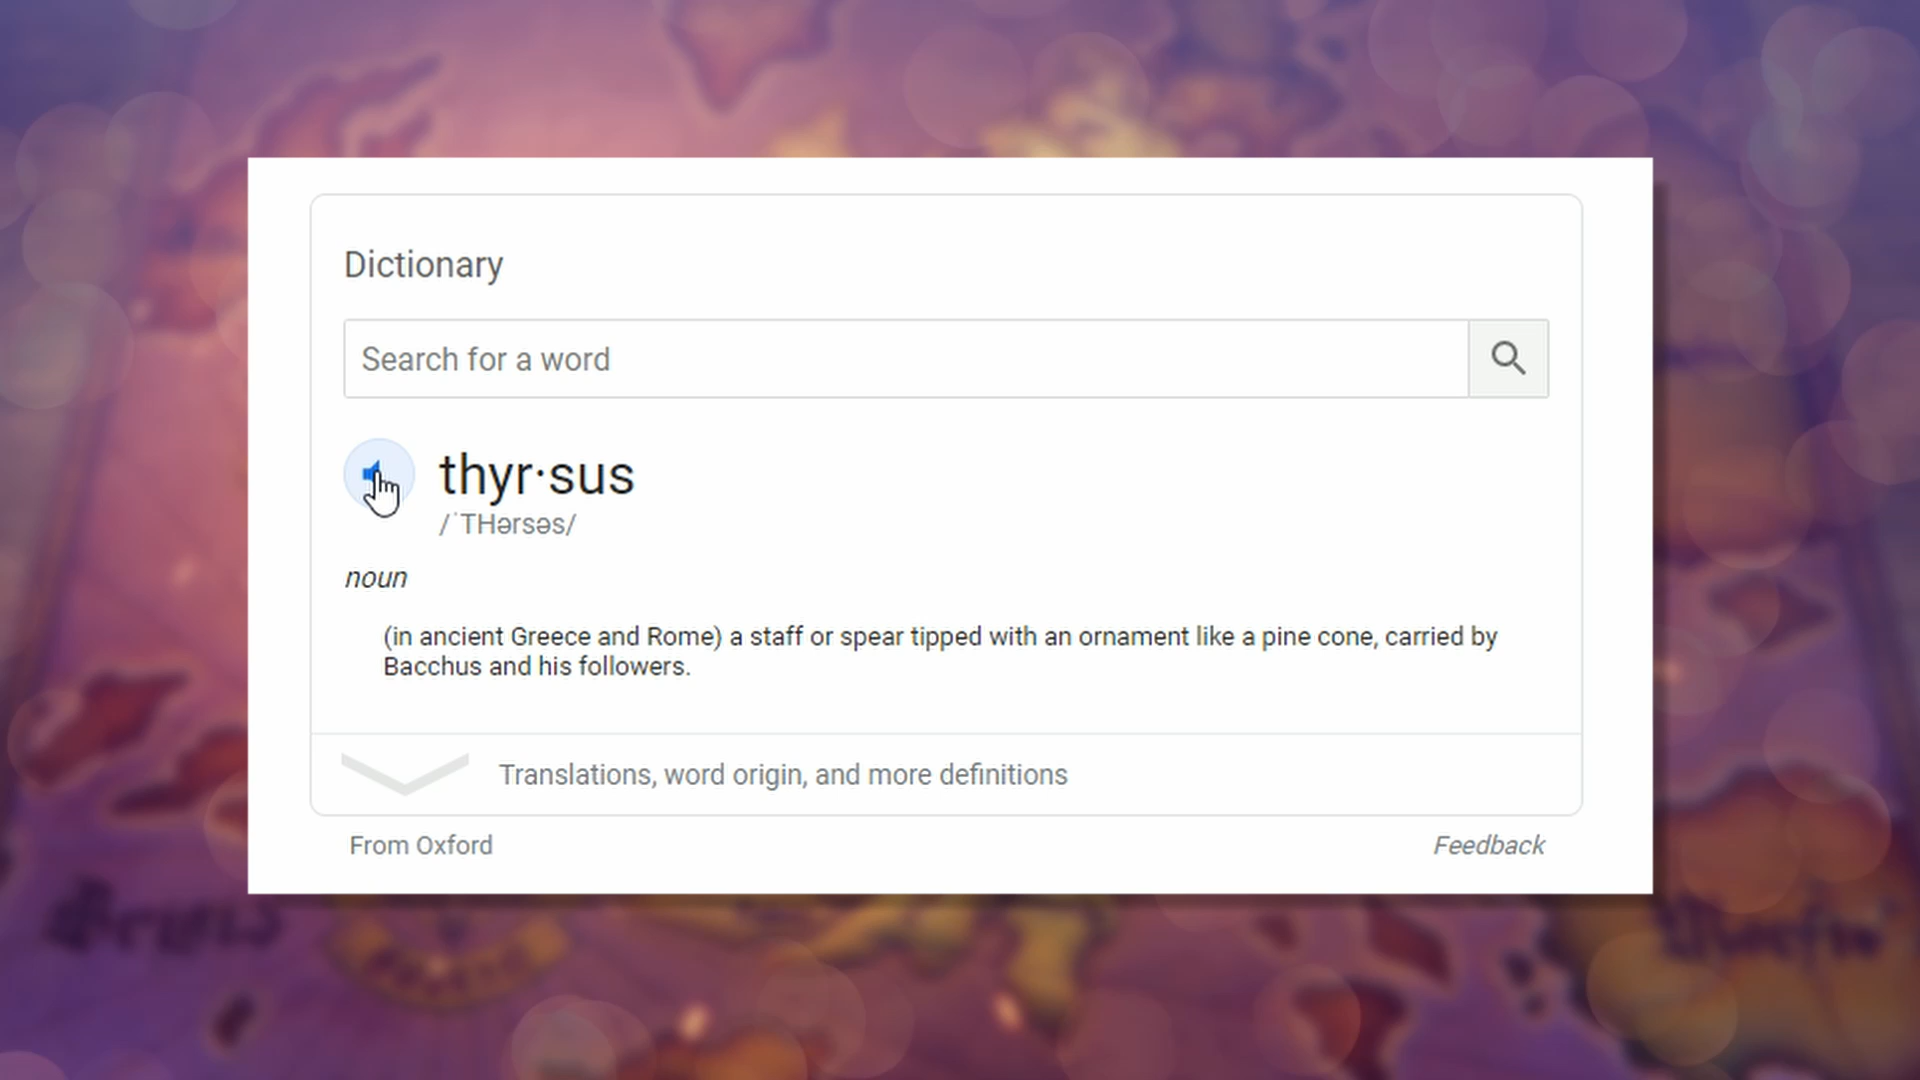 Dictionary
Search for a word
thyr·sus
/ˈTHərsəs/
noun
(in ancient Greece and Rome) a staff or spear tipped with an ornament like a pine cone, carried by
Bacchus and his followers.
Translations, word origin, and more definitions
From Oxford
Feedback